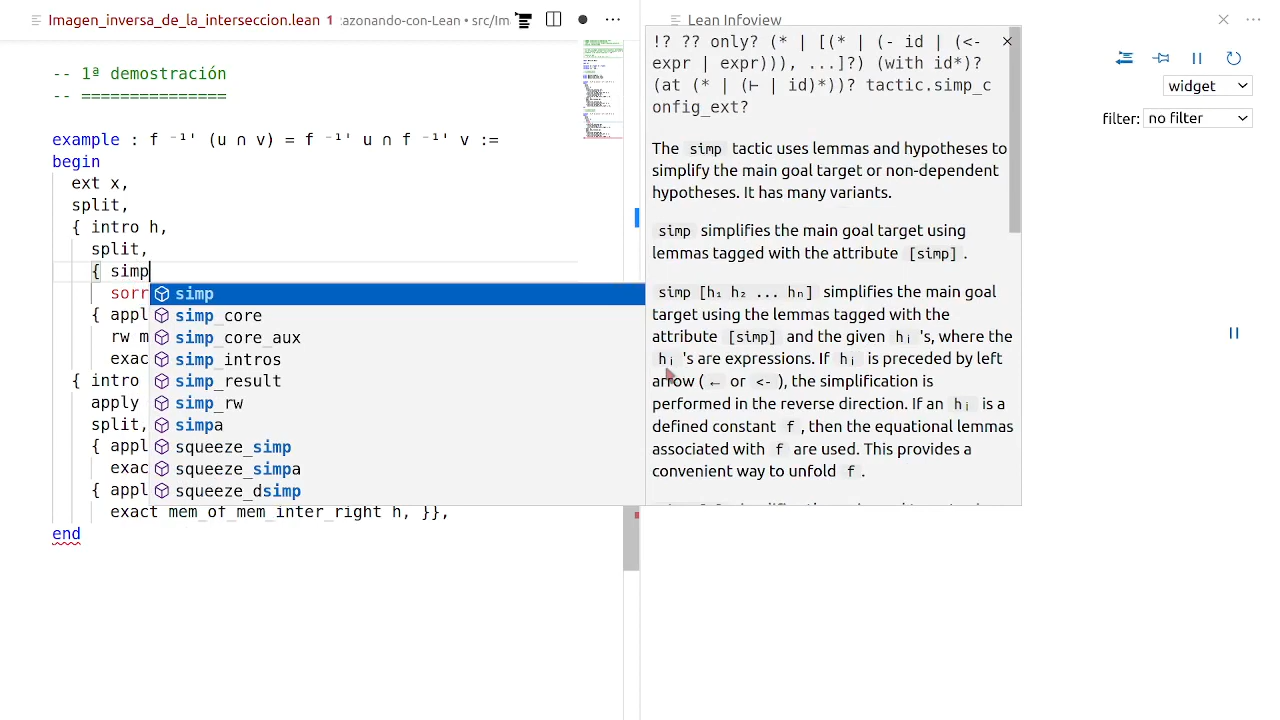 Imagen_inversa_de_la_interseccion.lean 1 :azonando-con-Lean • src/Im
-- 1ª demostración
-- ===============
example : f ⁻¹' (u ∩ v) = f ⁻¹' u ∩ f ⁻¹' v :=
begin
ext x,
split,
{ intro h,
split,
{ simp
sorr
{ appl
rw m
exac
{ intro
apply
split,
{ appl
exac
{ appl
exact mem_of_mem_inter_right h, }},
end
simp
simp_core
simp_core_aux
simp_intros
simp_result
simp_rw
simpa
squeeze_simp
squeeze_simpa
squeeze_dsimp
!? ?? only? (* | [(* | (- id | (<-
expr | expr))), ...]?) (with id*)?
(at (* | (⊢ | id)*))? tactic.simp_c
onfig_ext?
The simp tactic uses lemmas and hypotheses to
simplify the main goal target or non-dependent
hypotheses. It has many variants.
simp simplifies the main goal target using
lemmas tagged with the attribute [simp] .
simp [h₁ h₂ ... hₙ] simplifies the main goal
target using the lemmas tagged with the
attribute [simp] and the given hᵢ 's, where the
hᵢ 's are expressions. If hᵢ is preceded by left
arrow ( ← or <- ), the simplification is
performed in the reverse direction. If an hᵢ is a
defined constant f , then the equational lemmas
associated with f are used. This provides a
convenient way to unfold f .
Lean Infoview
widget
filter: no filter